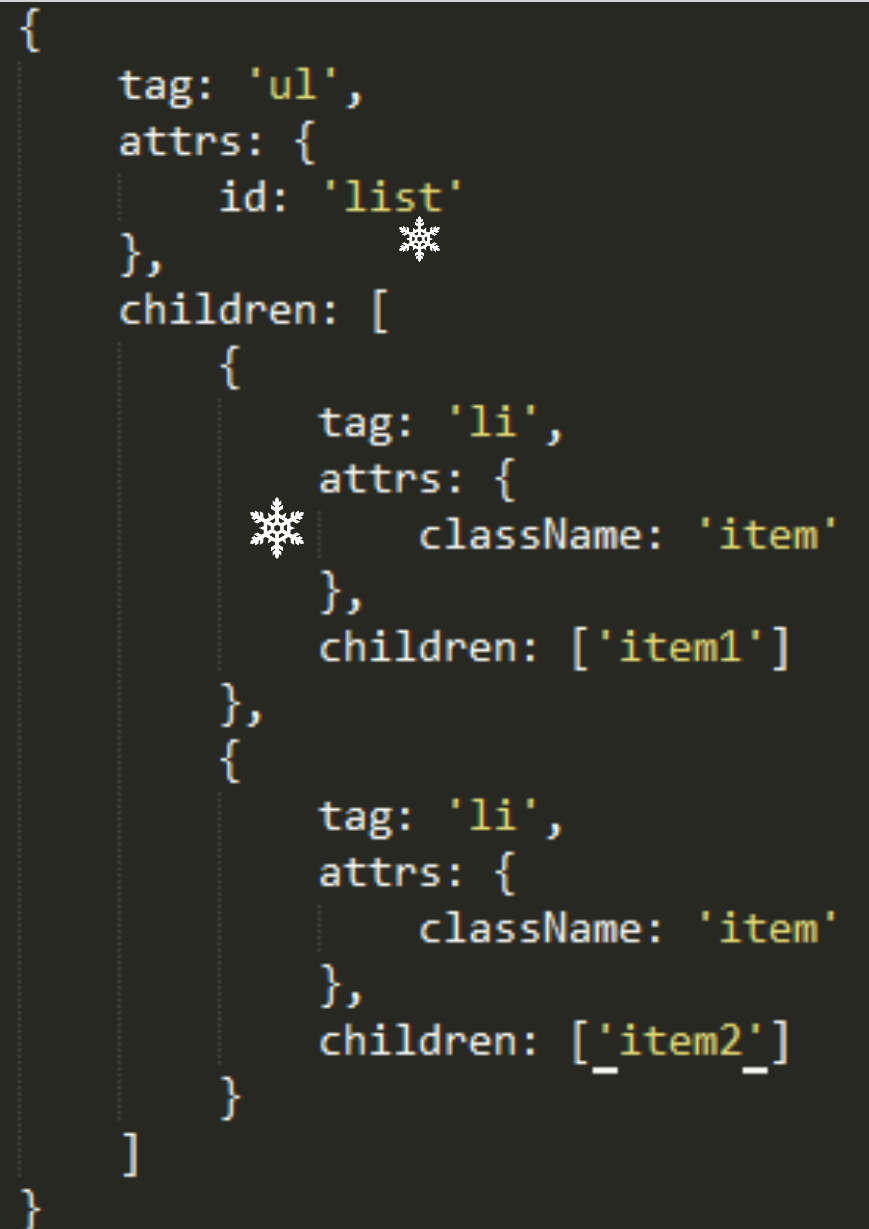 {
    tag: 'ul',
    attrs: {
        id: 'list'
    },
    children: [
        {
            tag: 'li',
            attrs: {
                className: 'item'
            },
            children: ['item1']
        },
        {
            tag: 'li',
            attrs: {
                className: 'item'
            },
            children: ['item2']
        }
    ]
}